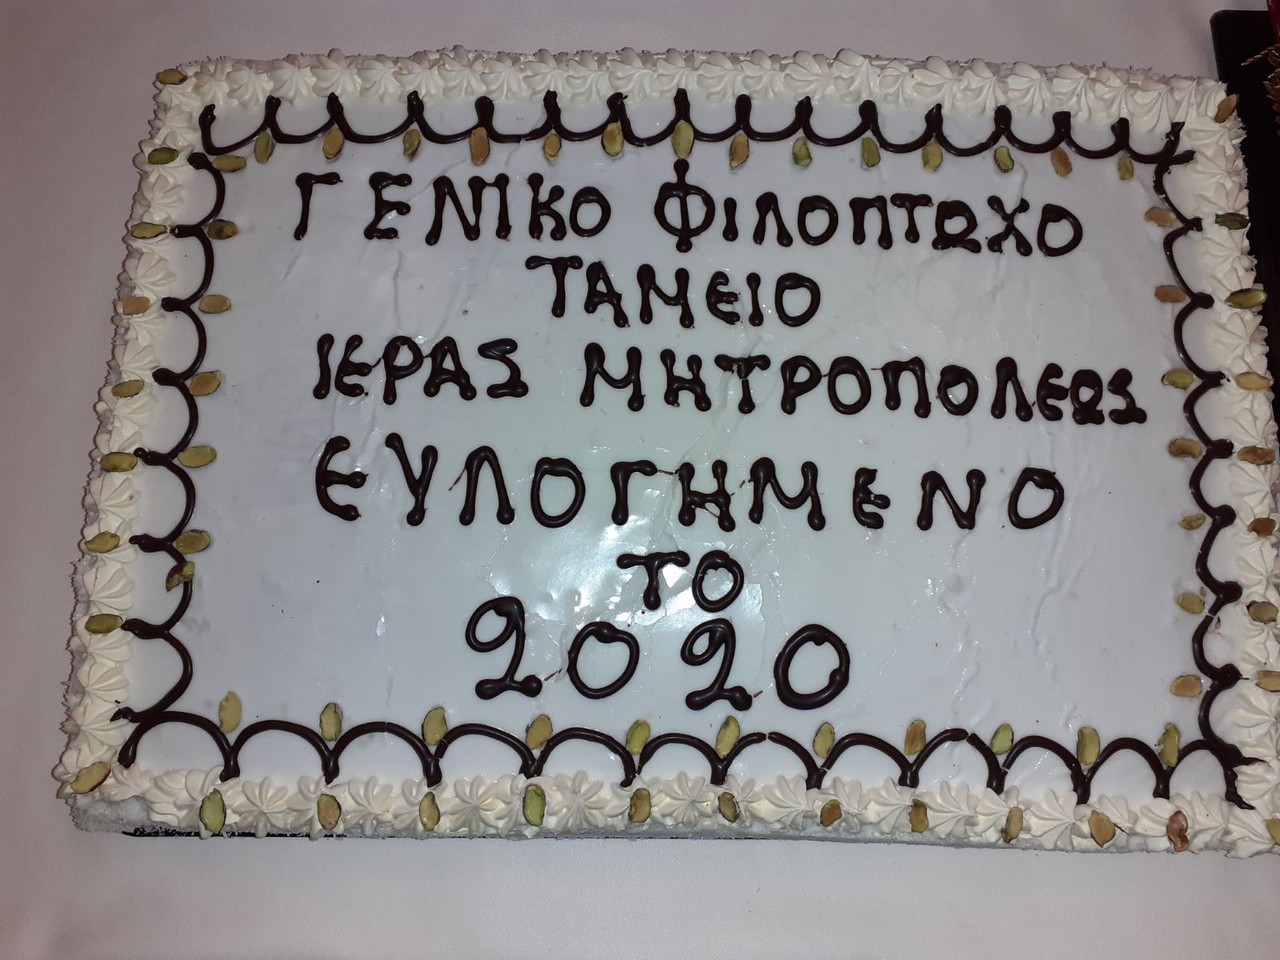 ΓΕΝΙΚΟ ΦΙΛΟΠΤΩΧΟ
ΤΑΜΕΙΟ
ΙΕΡΑΣ ΜΗΤΡΟΠΟΛΕΩΣ
ΕΥΛΟΓΗΜΕΝΟ
ΤΟ
2020